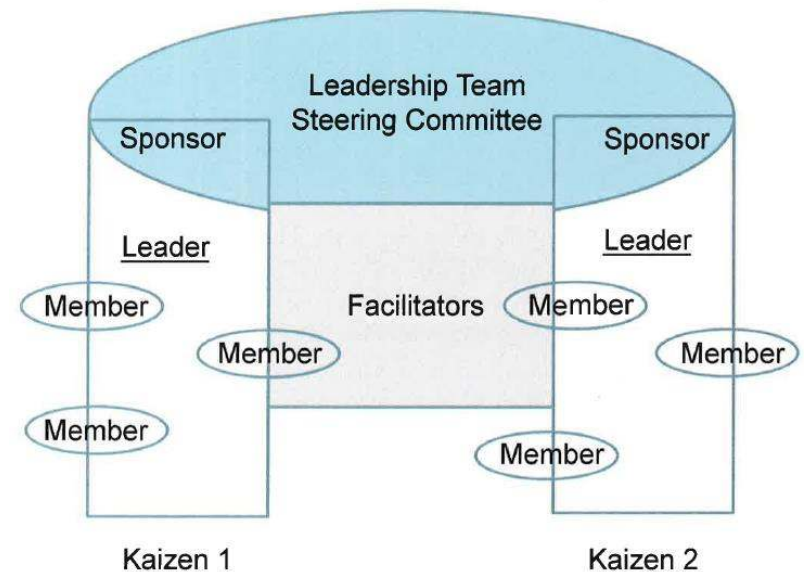 Leadership Team
Steering Committee
Sponsor
Sponsor
Leader
Leader
Member
Facilitators
Member
Member
Member
Member
Member
Kaizen 1
Kaizen 2